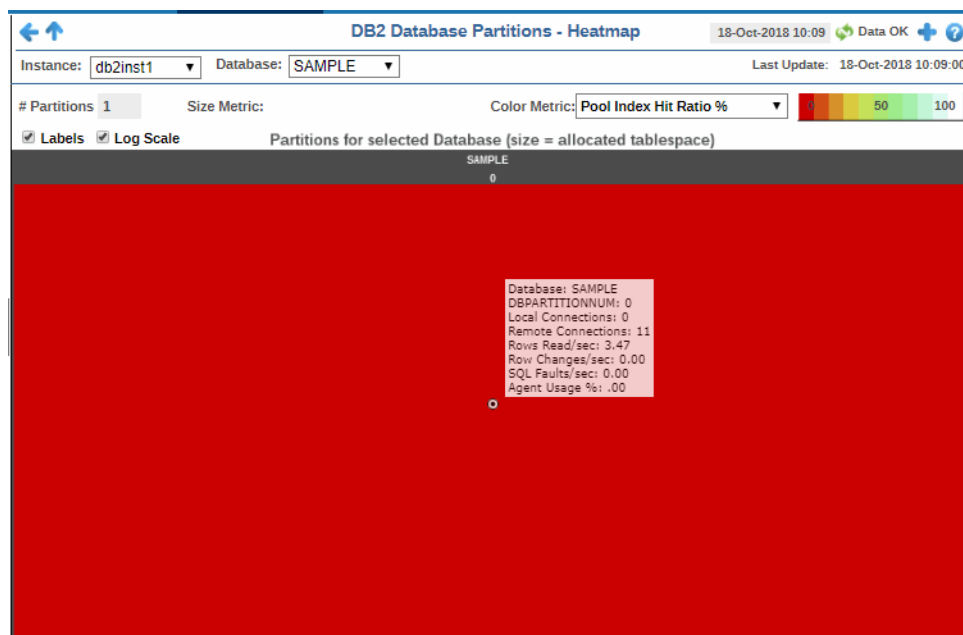 DB2 Database Partitions - Heatmap 18-Oct-2018 10:09 Data OK ?
Instance: db2inst1 Database: SAMPLE Last Update: 18-Oct-2018 10:09:00
# Partitions 1 Size Metric: Color Metric: Pool Index Hit Ratio % 0 50 100
Labels Log Scale Partitions for selected Database (size = allocated tablespace)
SAMPLE
0
Database: SAMPLE
DBPARTITIONNUM: 0
Local Connections: 0
Remote Connections: 11
Rows Read/sec: 3.47
Row Changes/sec: 0.00
SQL Faults/sec: 0.00
Agent Usage %: .00